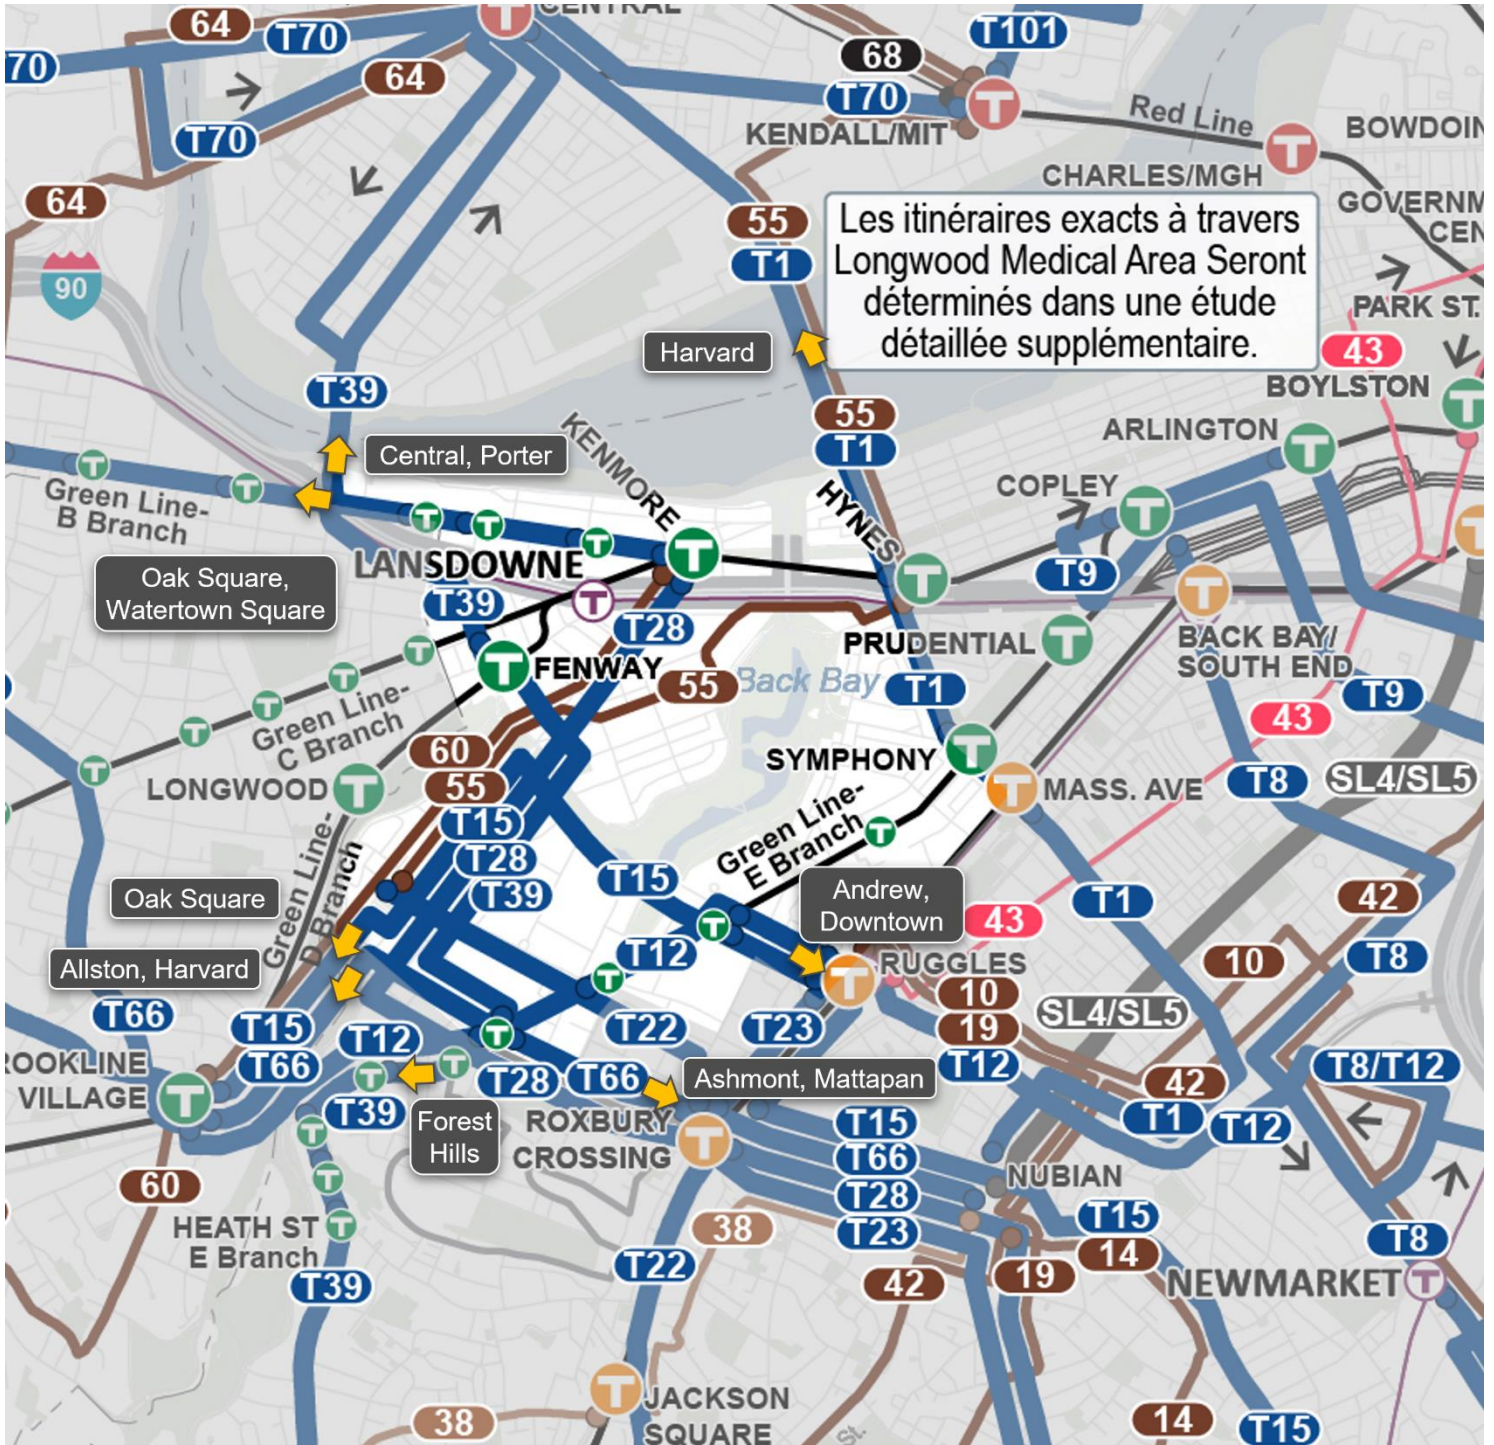 CENTRAL
64
T70
T101
70
68
64
T70
T70
Red Line
BOWDOIN
KENDALL/MIT
T70
CHARLES/MGH
64
55
GOVERNM
CEN
Les itinéraires exacts à travers
Longwood Medical Area Seront
déterminés dans une étude
détaillée supplémentaire.
T1
90
PARK ST.
Harvard
43
BOYLSTON
T39
55
T1
ARLINGTON
KENMORE
Central, Porter
HYNES
COPLEY
Green Line-
B Branch
LANSDOWNE
Oak Square,
Watertown Square
T9
T39
T28
PRUDENTIAL
BACK BAY/
SOUTH END
FENWAY
55
Back Bay
T1
T9
Green Line-
C Branch
43
60
SYMPHONY
LONGWOOD
55
MASS. AVE
T8
SL4/SL5
T15
Green Line-
E Branch
T28
T39
T15
Green Line-
D Branch
Oak Square
Andrew,
Downtown
T1
42
43
T12
Allston, Harvard
RUGGLES
10
T8
10
T66
T15
T22
T23
19
SL4/SL5
T12
T66
T12
T8/T12
ROOKLINE
VILLAGE
T28
T66
Ashmont, Mattapan
42
T39
Forest
Hills
ROXBURY
CROSSING
T15
T1
T12
T66
NUBIAN
60
T28
HEATH ST
E Branch
38
T23
T15
T8
14
T22
T39
42
19
NEWMARKET
JACKSON
SQUARE
38
14
T15
St.